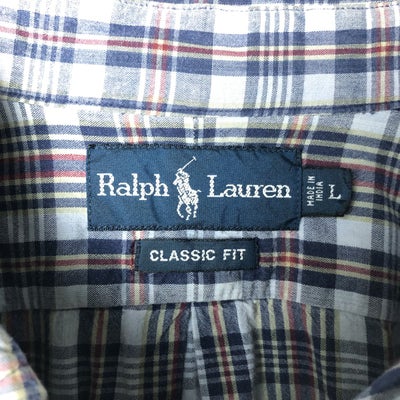 Ralph Lauren
MADE IN
INDIA
L
CLASSIC FIT